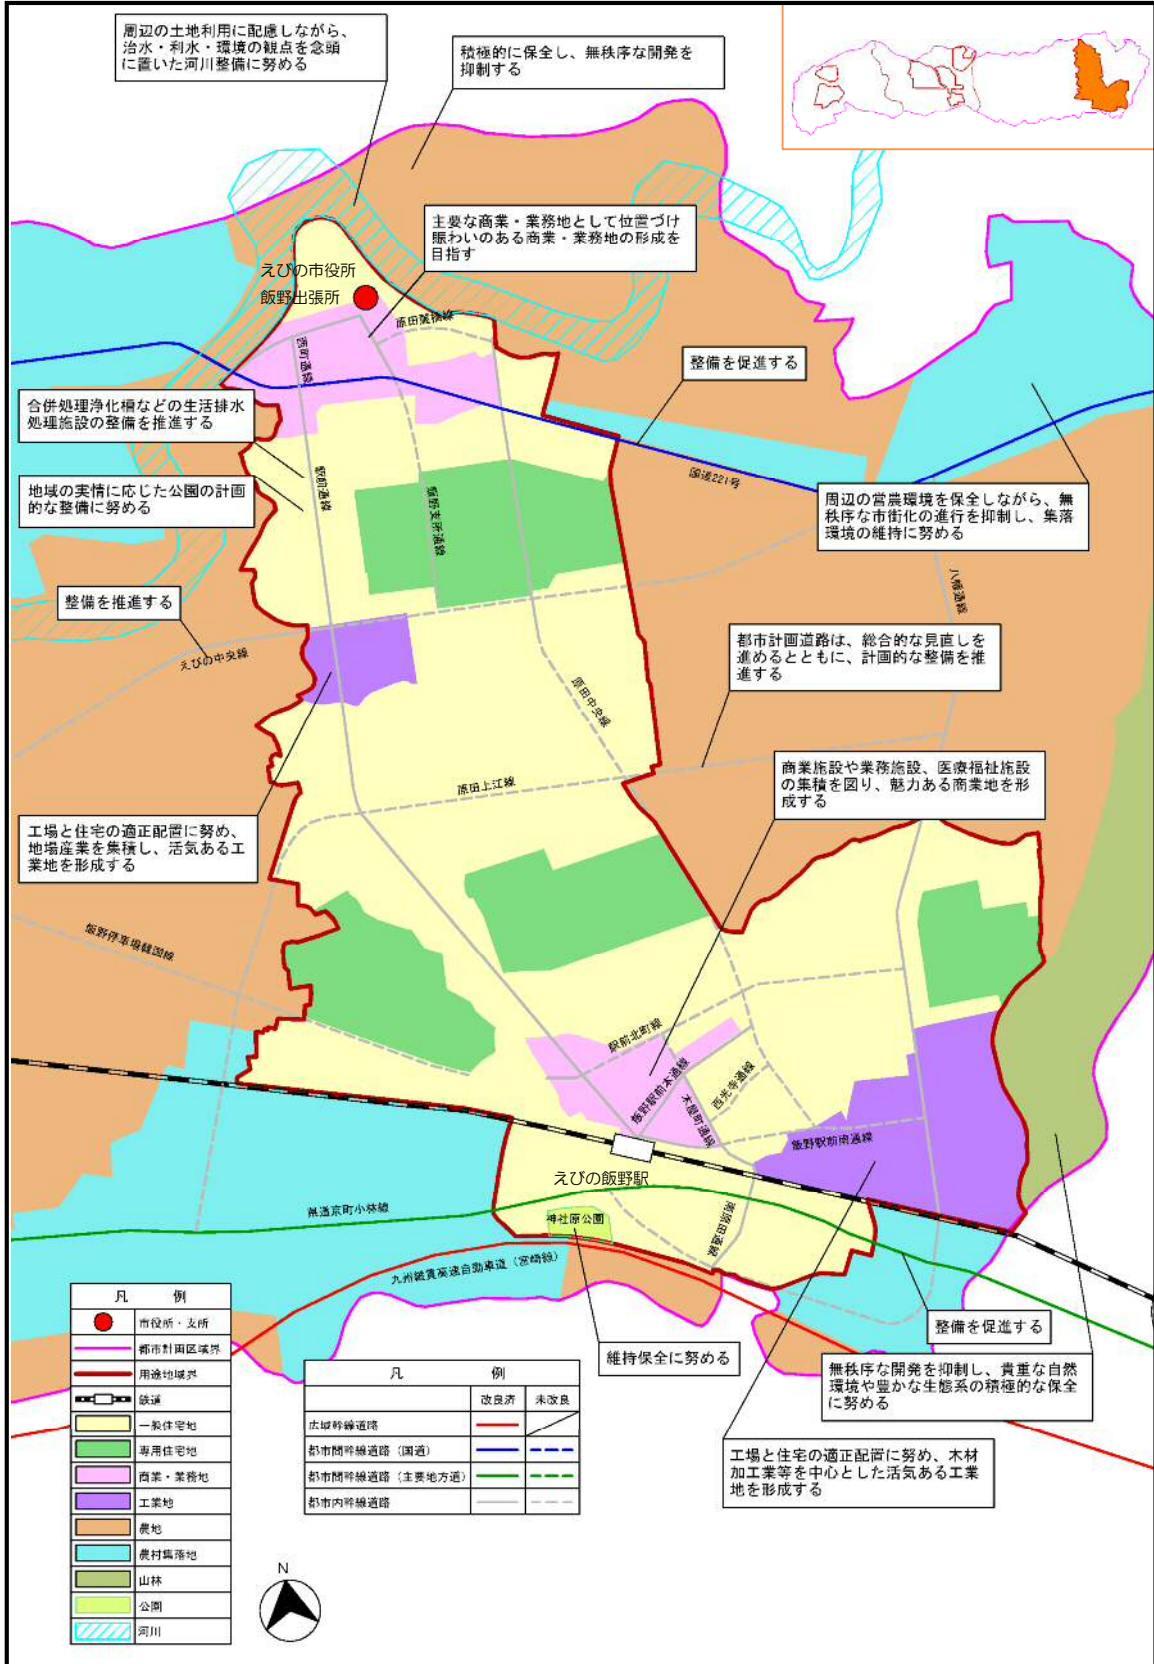 周辺の土地利用に配慮しながら、
治水・利水・環境の観点を念頭
に置いた河川整備に努める
積極的に保全し、無秩序な開発を
抑制する
主要な商業・業務地として位置づけ
賑わいのある商業・業務地の形成を
目指す
えびの市役所
飯野出張所
原田麓橋線
西町通線
整備を促進する
合併処理浄化槽などの生活排水
処理施設の整備を推進する
地域の実情に応じた公園の計画
的な整備に努める
駅前通線
飯野支所通線
国道221号
周辺の営農環境を保全しながら、無
秩序な市街化の進行を抑制し、集落
環境の維持に努める
八幡通線
整備を推進する
えびの中央線
都市計画道路は、総合的な見直しを
進めるとともに、計画的な整備を推
進する
原田中央線
商業施設や業務施設、医療福祉施設
の集積を図り、魅力ある商業地を形
成する
原田上江線
工場と住宅の適正配置に努め、
地場産業を集積し、活気ある工
業地を形成する
飯野停車場韓国線
駅前北町線
飯野駅前本通線
西光寺通線
木屋町通線
飯野駅前南通線
えびの飯野駅
県道京町小林線
神社原公園
南原田通線
九州縦貫高速自動車道（宮崎線）
整備を促進する
維持保全に努める
無秩序な開発を抑制し、貴重な自然
環境や豊かな生態系の積極的な保全
に努める
工場と住宅の適正配置に努め、木材
加工業等を中心とした活気ある工業
地を形成する
凡 例
市役所・支所
都市計画区域界
用途地域界
鉄道
一般住宅地
専用住宅地
商業・業務地
工業地
農地
農村集落地
山林
公園
河川
凡 例
改良済 未改良
広域幹線道路
都市間幹線道路（国道）
都市間幹線道路（主要地方道）
都市内幹線道路
N